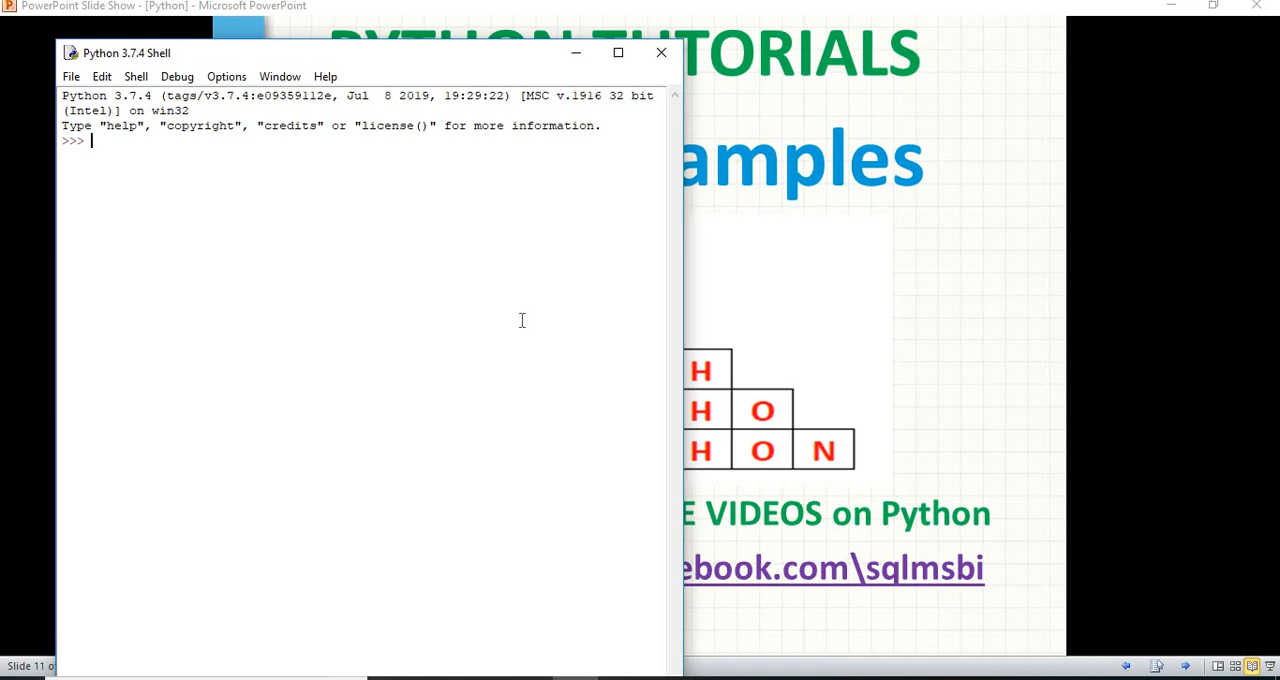 PowerPoint Slide Show - [Python] - Microsoft PowerPoint
TUTORIALS
Python 3.7.4 Shell
File Edit Shell Debug Options Window Help
Python 3.7.4 (tags/v3.7.4:e09359112e, Jul 8 2019, 19:29:22) [MSC v.1916 32 bit
(Intel)] on win32
Type "help", "copyright", "credits" or "license()" for more information.
>>>
amples
H
H O
H O N
E VIDEOS on Python
ebook.com\sqlmsbi
Slide 11 o